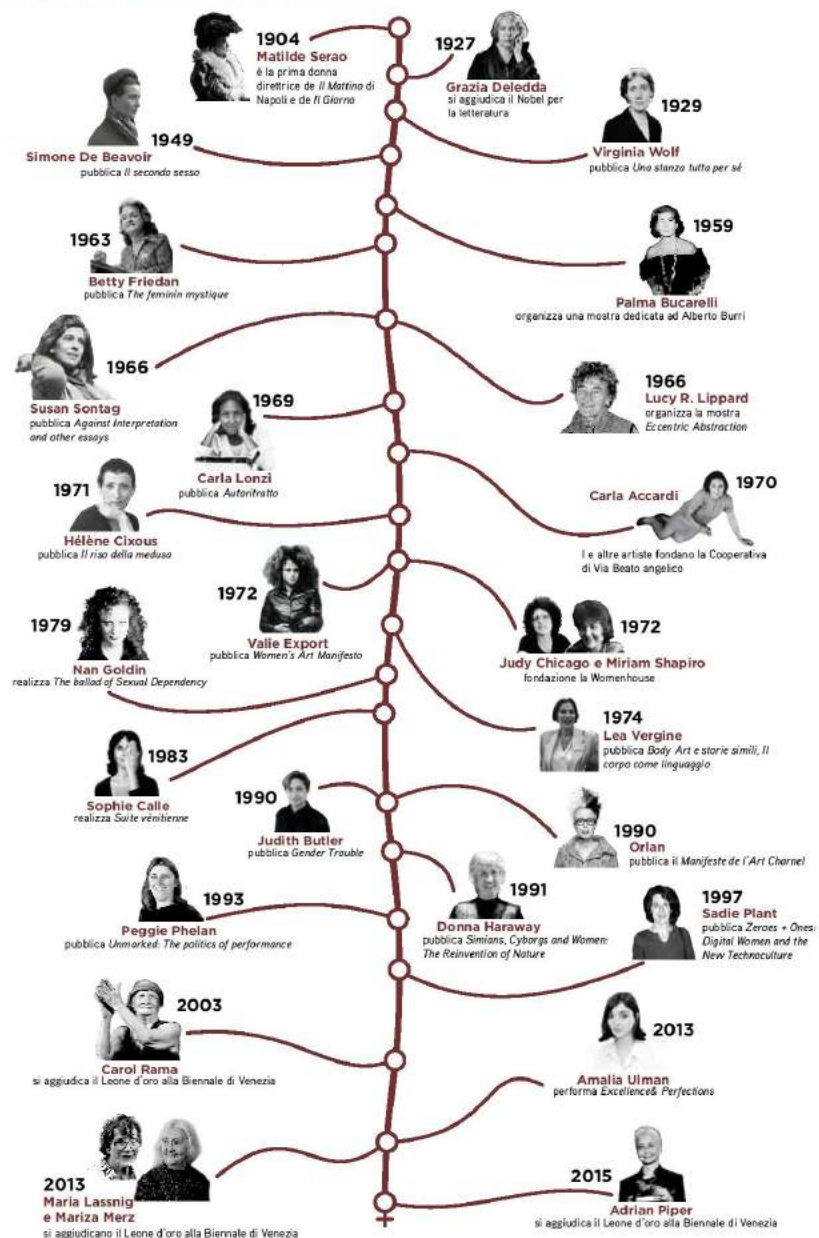 1904
Matilde Serao
è la prima donna
direttrice de Il Mattino di
Napoli e de Il Giorno
1927
Grazia Deledda
si aggiudica il Nobel per
la letteratura
1929
Virginia Wolf
pubblica Una stanza tutta per sé
1949
Simone De Beavoir
pubblica Il secondo sesso
1959
Palma Bucarelli
organizza una mostra dedicata ad Alberto Burri
1963
Betty Friedan
pubblica The feminin mystique
1966
Susan Sontag
pubblica Against Interpretation
and other essays
1966
Lucy R. Lippard
organizza la mostra
Eccentric Abstraction
1969
Carla Lonzi
pubblica Autoritratto
1970
Carla Accardi
I e altre artiste fondano la Cooperativa
di Via Beato angelico
1971
Hélène Cixous
pubblica Il riso della medusa
1972
Valie Export
pubblica Women's Art Manifesto
1972
Judy Chicago e Miriam Shapiro
fondazione la Womenhouse
1979
Nan Goldin
realizza The ballad of Sexual Dependency
1974
Lea Vergine
pubblica Body Art e storie simili, Il
corpo come linguaggio
1983
Sophie Calle
realizza Suite vénitienne
1990
Judith Butler
pubblica Gender Trouble
1990
Orlan
pubblica il Manifeste de l'Art Charnel
1991
Donna Haraway
pubblica Simians, Cyborgs and Women:
The Reinvention of Nature
1993
Peggie Phelan
pubblica Unmarked: The politics of performance
1997
Sadie Plant
pubblica Zeroes + Ones:
Digital Women and the
New Technoculture
2003
Carol Rama
si aggiudica il Leone d'oro alla Biennale di Venezia
2013
Amalia Ulman
performa Excellence& Perfections
2013
Maria Lassnig
e Mariza Merz
si aggiudicano il Leone d'oro alla Biennale di Venezia
2015
Adrian Piper
si aggiudica il Leone d'oro alla Biennale di Venezia